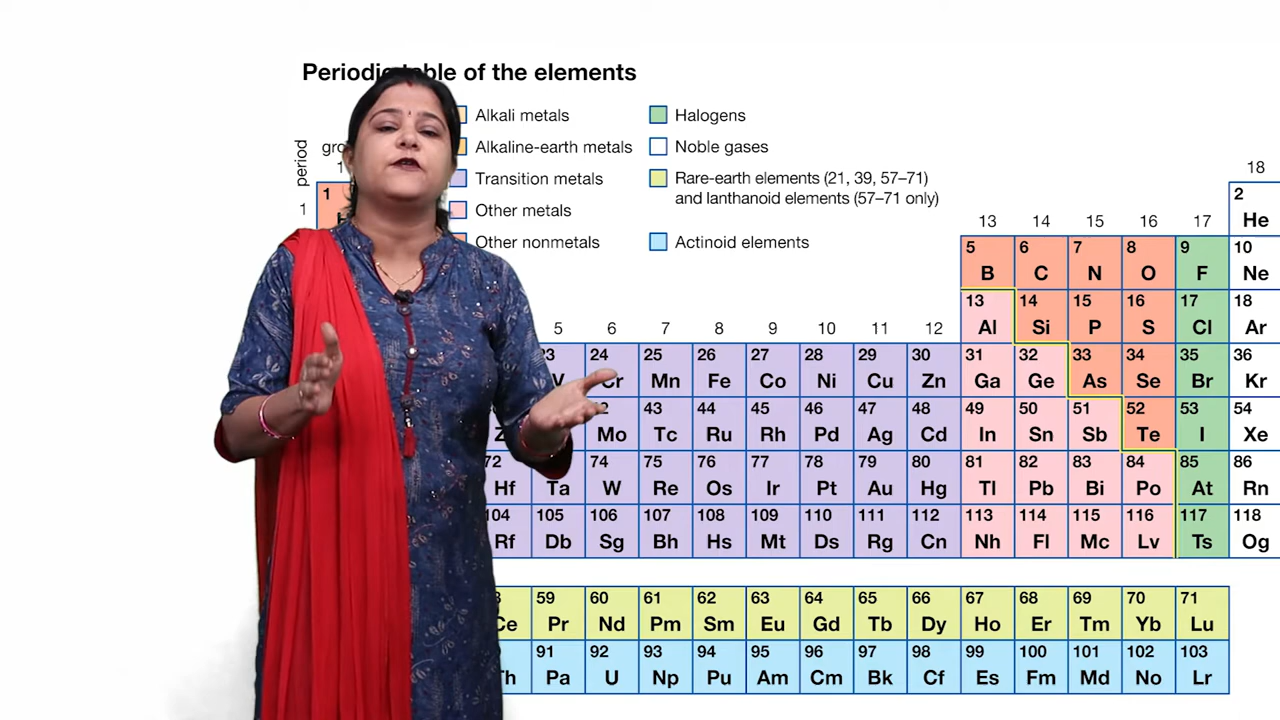 Periodic table of the elements
Alkali metals
Halogens
Alkaline-earth metals
Noble gases
Transition metals
Rare-earth elements (21, 39, 57–71)
and lanthanoid elements (57–71 only)
Other metals
Other nonmetals
Actinoid elements
period
1
18
1
1
2
He
13 14 15 16 17
5 6 7 8 9 10
B C N O F Ne
13 14 15 16 17 18
Al Si P S Cl Ar
5 6 7 8 9 10 11 12
24 25 26 27 28 29 30 31 32 33 34 35 36
V Cr Mn Fe Co Ni Cu Zn Ga Ge As Se Br Kr
43 44 45 46 47 48 49 50 51 52 53 54
Mo Tc Ru Rh Pd Ag Cd In Sn Sb Te I Xe
72 74 75 76 77 78 79 80 81 82 83 84 85 86
Hf Ta W Re Os Ir Pt Au Hg Tl Pb Bi Po At Rn
104 105 106 107 108 109 110 111 112 113 114 115 116 117 118
Rf Db Sg Bh Hs Mt Ds Rg Cn Nh Fl Mc Lv Ts Og
59 60 61 62 63 64 65 66 67 68 69 70 71
Ce Pr Nd Pm Sm Eu Gd Tb Dy Ho Er Tm Yb Lu
91 92 93 94 95 96 97 98 99 100 101 102 103
Th Pa U Np Pu Am Cm Bk Cf Es Fm Md No Lr